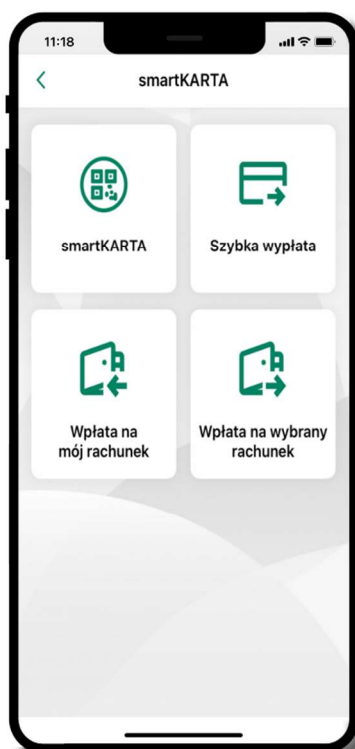 11:18
smartKARTA
smartKARTA
Szybka wypłata
Wpłata na
mój rachunek
Wpłata na wybrany
rachunek